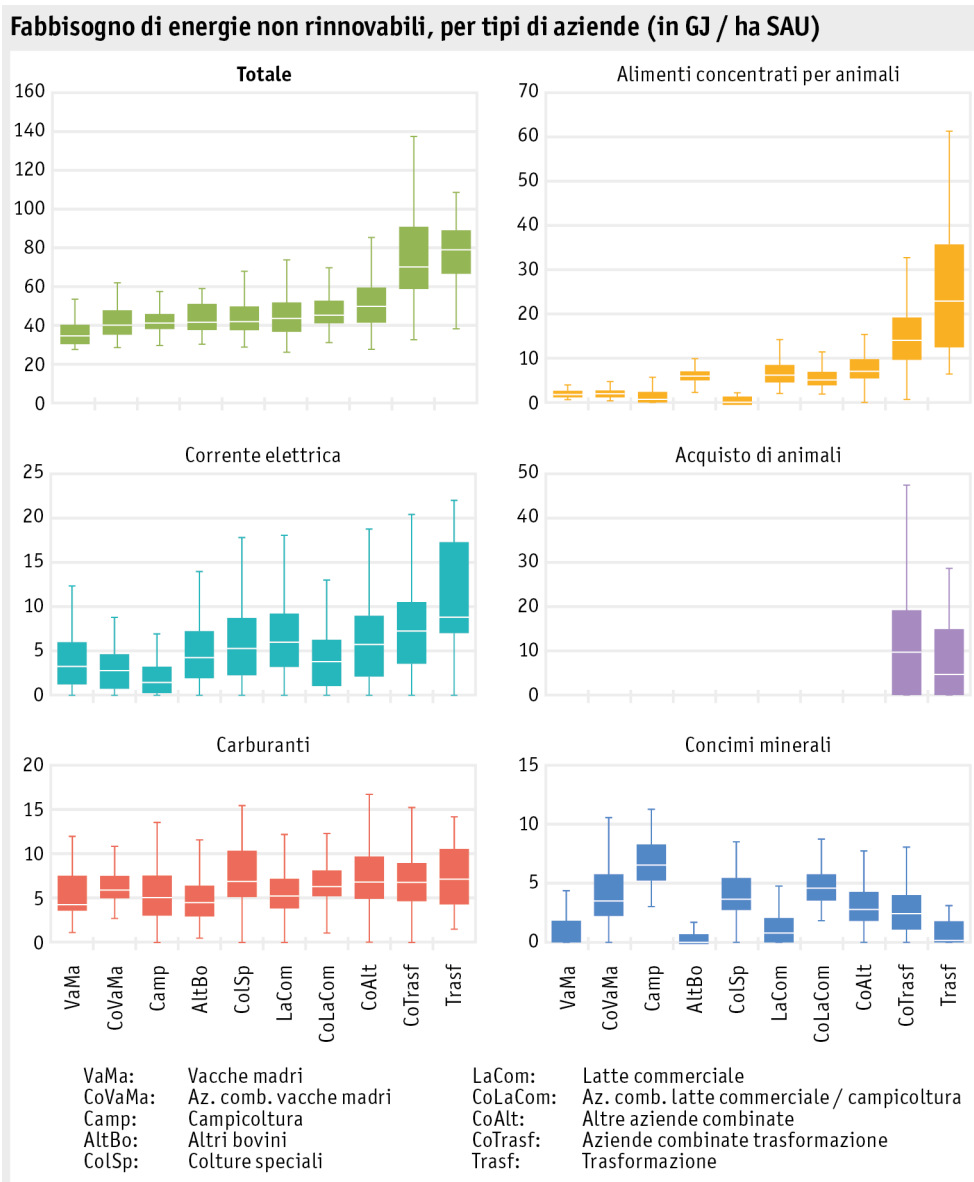 Fabbisogno di energie non rinnovabili, per tipi di aziende (in GJ / ha SAU)
Totale
160
140
120
100
80
60
40
20
0
Alimenti concentrati per animali
70
60
50
40
30
20
10
0
Corrente elettrica
25
20
15
10
5
0
Acquisto di animali
50
40
30
20
10
0
Carburanti
20
15
10
5
0
VaMa
CoVaMa
Camp
AltBo
ColSp
LaCom
CoLaCom
CoAlt
CoTrasf
Trasf
Concimi minerali
15
10
5
0
VaMa
CoVaMa
Camp
AltBo
ColSp
LaCom
CoLaCom
CoAlt
CoTrasf
Trasf
VaMa: Vacche madri
CoVaMa: Az. comb. vacche madri
Camp: Campicoltura
AltBo: Altri bovini
ColSp: Colture speciali
LaCom: Latte commerciale
CoLaCom: Az. comb. latte commerciale / campicoltura
CoAlt: Altre aziende combinate
CoTrasf: Aziende combinate trasformazione
Trasf: Trasformazione